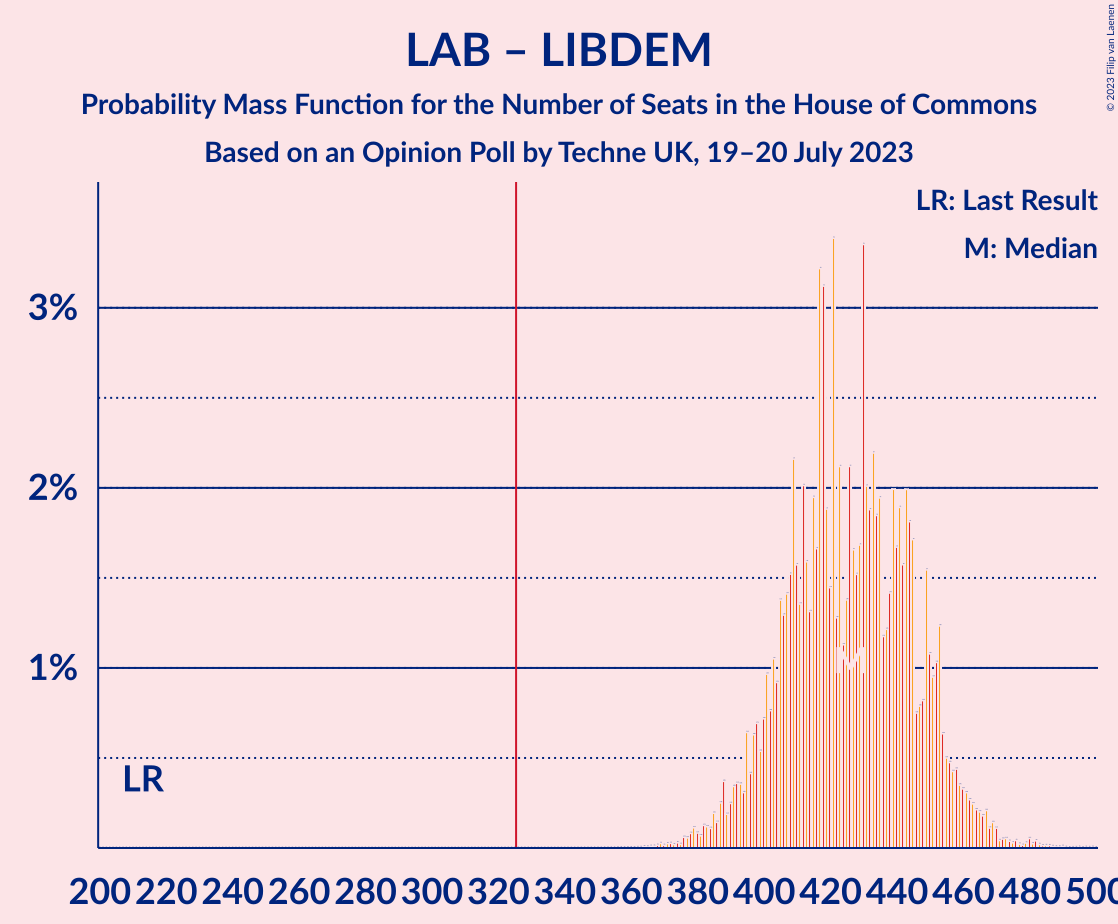 LAB – LIBDEM
Probability Mass Function for the Number of Seats in the House of Commons
Based on an Opinion Poll by Techne UK, 19–20 July 2023
© 2023 Filip van Laenen
LR: Last Result
M: Median
3%
2%
1%
M
LR
200 220 240 260 280 300 320 340 360 380 400 420 440 460 480 500